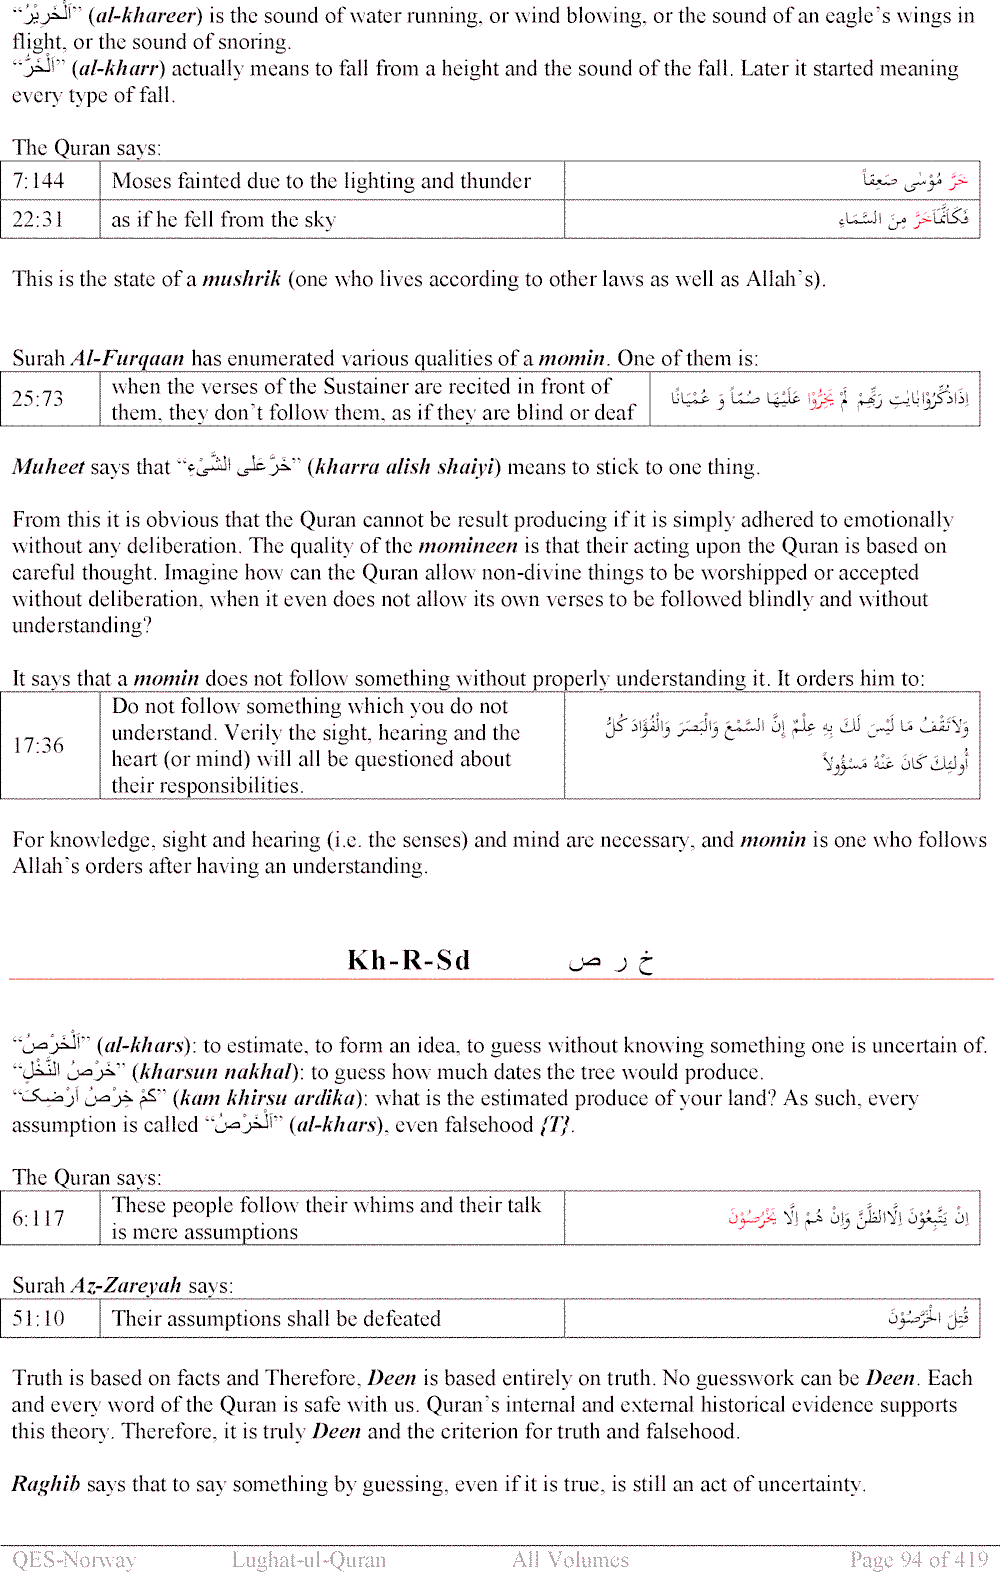 “اَلْخَرِيْرُ” (al-khareer) is the sound of water running, or wind blowing, or the sound of an eagle’s wings in
flight, or the sound of snoring.
“اَلْخَرُّ” (al-kharr) actually means to fall from a height and the sound of the fall. Later it started meaning
every type of fall.
The Quran says:
7:144 Moses fainted due to the lighting and thunder خَرَّ مُوْسٰى صَعِقاً
22:31 as if he fell from the sky فَكَاَنَّمَاَخَرَّ مِنَ السَّمَاءِ
This is the state of a mushrik (one who lives according to other laws as well as Allah’s).
Surah Al-Furqaan has enumerated various qualities of a momin. One of them is:
25:73 when the verses of the Sustainer are recited in front of
them, they don’t follow them, as if they are blind or deaf اِذَاذُكِّرُوْابَاٰيٰتِ رَبِّهِمْ لَمْ يَخِرُّوْا عَلَيْهَا صُمّاً وَ عُمْيَانًا
Muheet says that “خَرَّ عَلى الشَّیْءِ” (kharra alish shaiyi) means to stick to one thing.
From this it is obvious that the Quran cannot be result producing if it is simply adhered to emotionally
without any deliberation. The quality of the momineen is that their acting upon the Quran is based on
careful thought. Imagine how can the Quran allow non-divine things to be worshipped or accepted
without deliberation, when it even does not allow its own verses to be followed blindly and without
understanding?
It says that a momin does not follow something without properly understanding it. It orders him to:
17:36 Do not follow something which you do not
understand. Verily the sight, hearing and the
heart (or mind) will all be questioned about
their responsibilities.
وَلاَتَقْفُ مَا لَيْسَ لَكَ بِهِ عِلْمٌ إِنَّ السَّمْعَ وَالْبَصَرَ وَالْفُؤَادَ كُلُّ
أُولئِكَ كَانَ عَنْهُ مَسْؤُولاً
For knowledge, sight and hearing (i.e. the senses) and mind are necessary, and momin is one who follows
Allah’s orders after having an understanding.
Kh-R-Sd خ ر ص
“اَلْخَرْصُ” (al-khars): to estimate, to form an idea, to guess without knowing something one is uncertain of.
“خَرْصُ النَّخْلِ” (kharsun nakhal): to guess how much dates the tree would produce.
“کَمْ خِرْصُ اَرْضِکَ” (kam khirsu ardika): what is the estimated produce of your land? As such, every
assumption is called “اَلْخَرْصُ” (al-khars), even falsehood {T}.
The Quran says:
6:117 These people follow their whims and their talk
is mere assumptions اِنْ يَتَّبِعُوْنَ اِلَّاالظَّنَّ وَاِنْ هُمْ اِلَّا يَخْرُصُوْنَ
Surah Az-Zareyah says:
51:10 Their assumptions shall be defeated قُتِلَ الْخَرَّصُوْنَ
Truth is based on facts and Therefore, Deen is based entirely on truth. No guesswork can be Deen. Each
and every word of the Quran is safe with us. Quran’s internal and external historical evidence supports
this theory. Therefore, it is truly Deen and the criterion for truth and falsehood.
Raghib says that to say something by guessing, even if it is true, is still an act of uncertainty.
QES-Norway Lughat-ul-Quran All Volumes Page 94 of 419